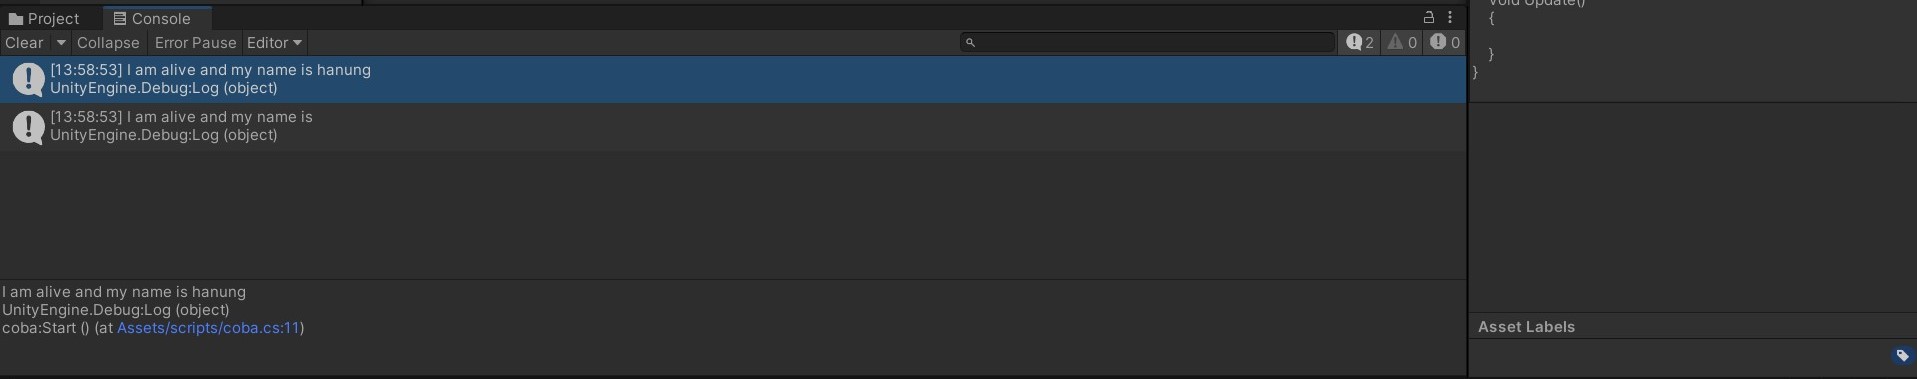 Project
Console
Clear
Collapse
Error Pause
Editor
2
0
0
[13:58:53] I am alive and my name is hanung
UnityEngine.Debug:Log (object)
[13:58:53] I am alive and my name is
UnityEngine.Debug:Log (object)
I am alive and my name is hanung
UnityEngine.Debug:Log (object)
coba:Start () (at Assets/scripts/coba.cs:11)
void Update()
{
}
}
Asset Labels